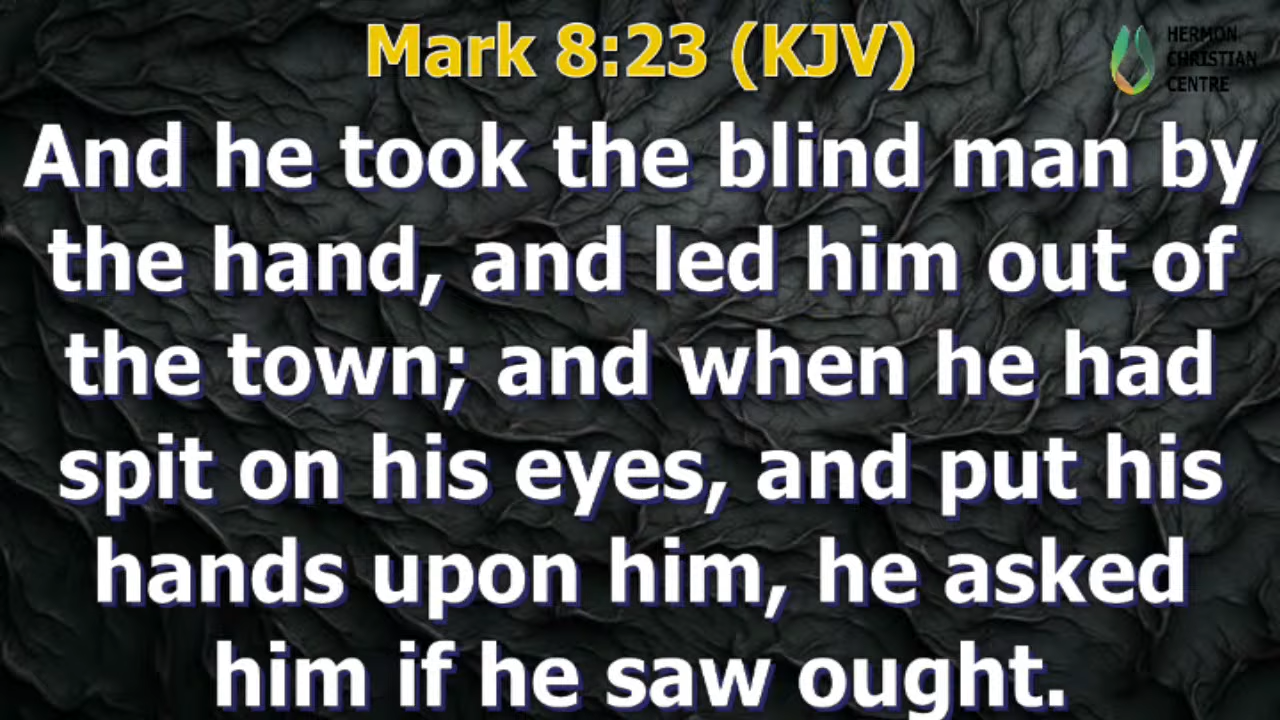 Mark 8:23 (KJV)
HERMON
CHRISTIAN
CENTRE
And he took the blind man by
the hand, and led him out of
the town; and when he had
spit on his eyes, and put his
hands upon him, he asked
him if he saw ought.